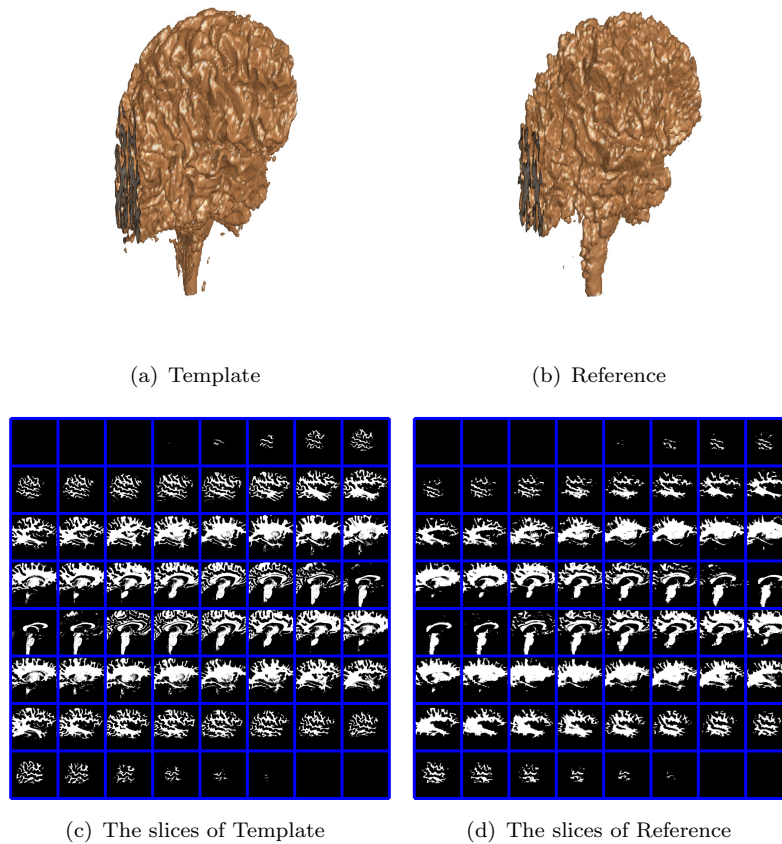 (a) Template
(b) Reference
(c) The slices of Template
(d) The slices of Reference